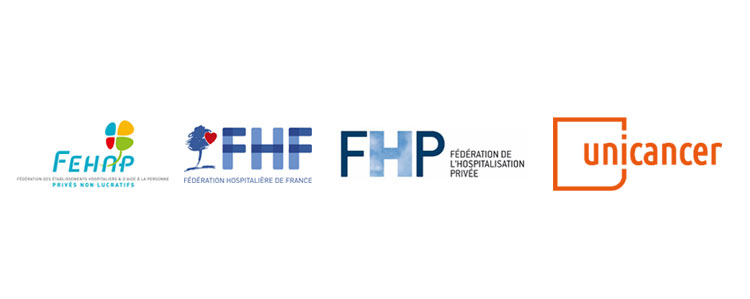 FEHAP
FÉDÉRATION DES ÉTABLISSEMENTS HOSPITALIERS & D'AIDE À LA PERSONNE
PRIVÉS NON LUCRATIFS
FHF
FÉDÉRATION HOSPITALIÈRE DE FRANCE
FHP
FÉDÉRATION DE
L'HOSPITALISATION
PRIVÉE
unicancer